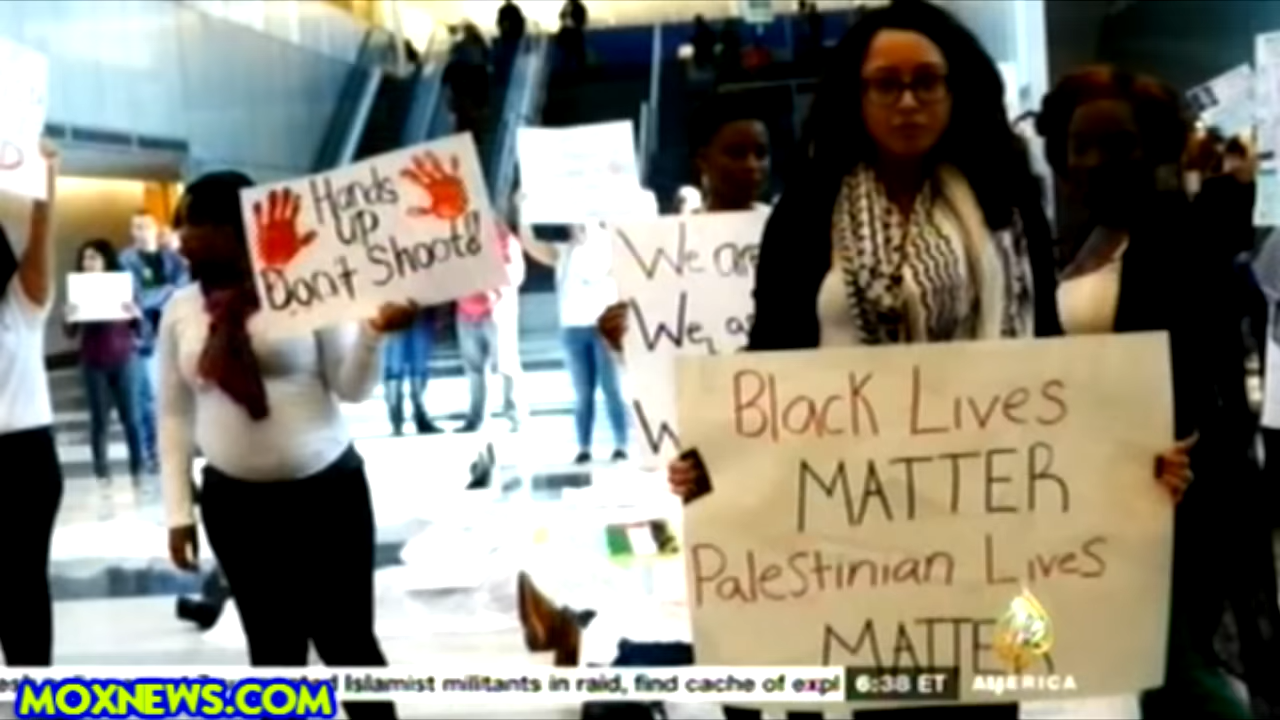 Hands
Up
Don't Shoot!!
We are
We
Black Lives
MATTER
Palestinian Lives
MATTER
Islamist militants in raid, find cache of expl
6:38 ET
AMERICA
MOXNEWS.COM